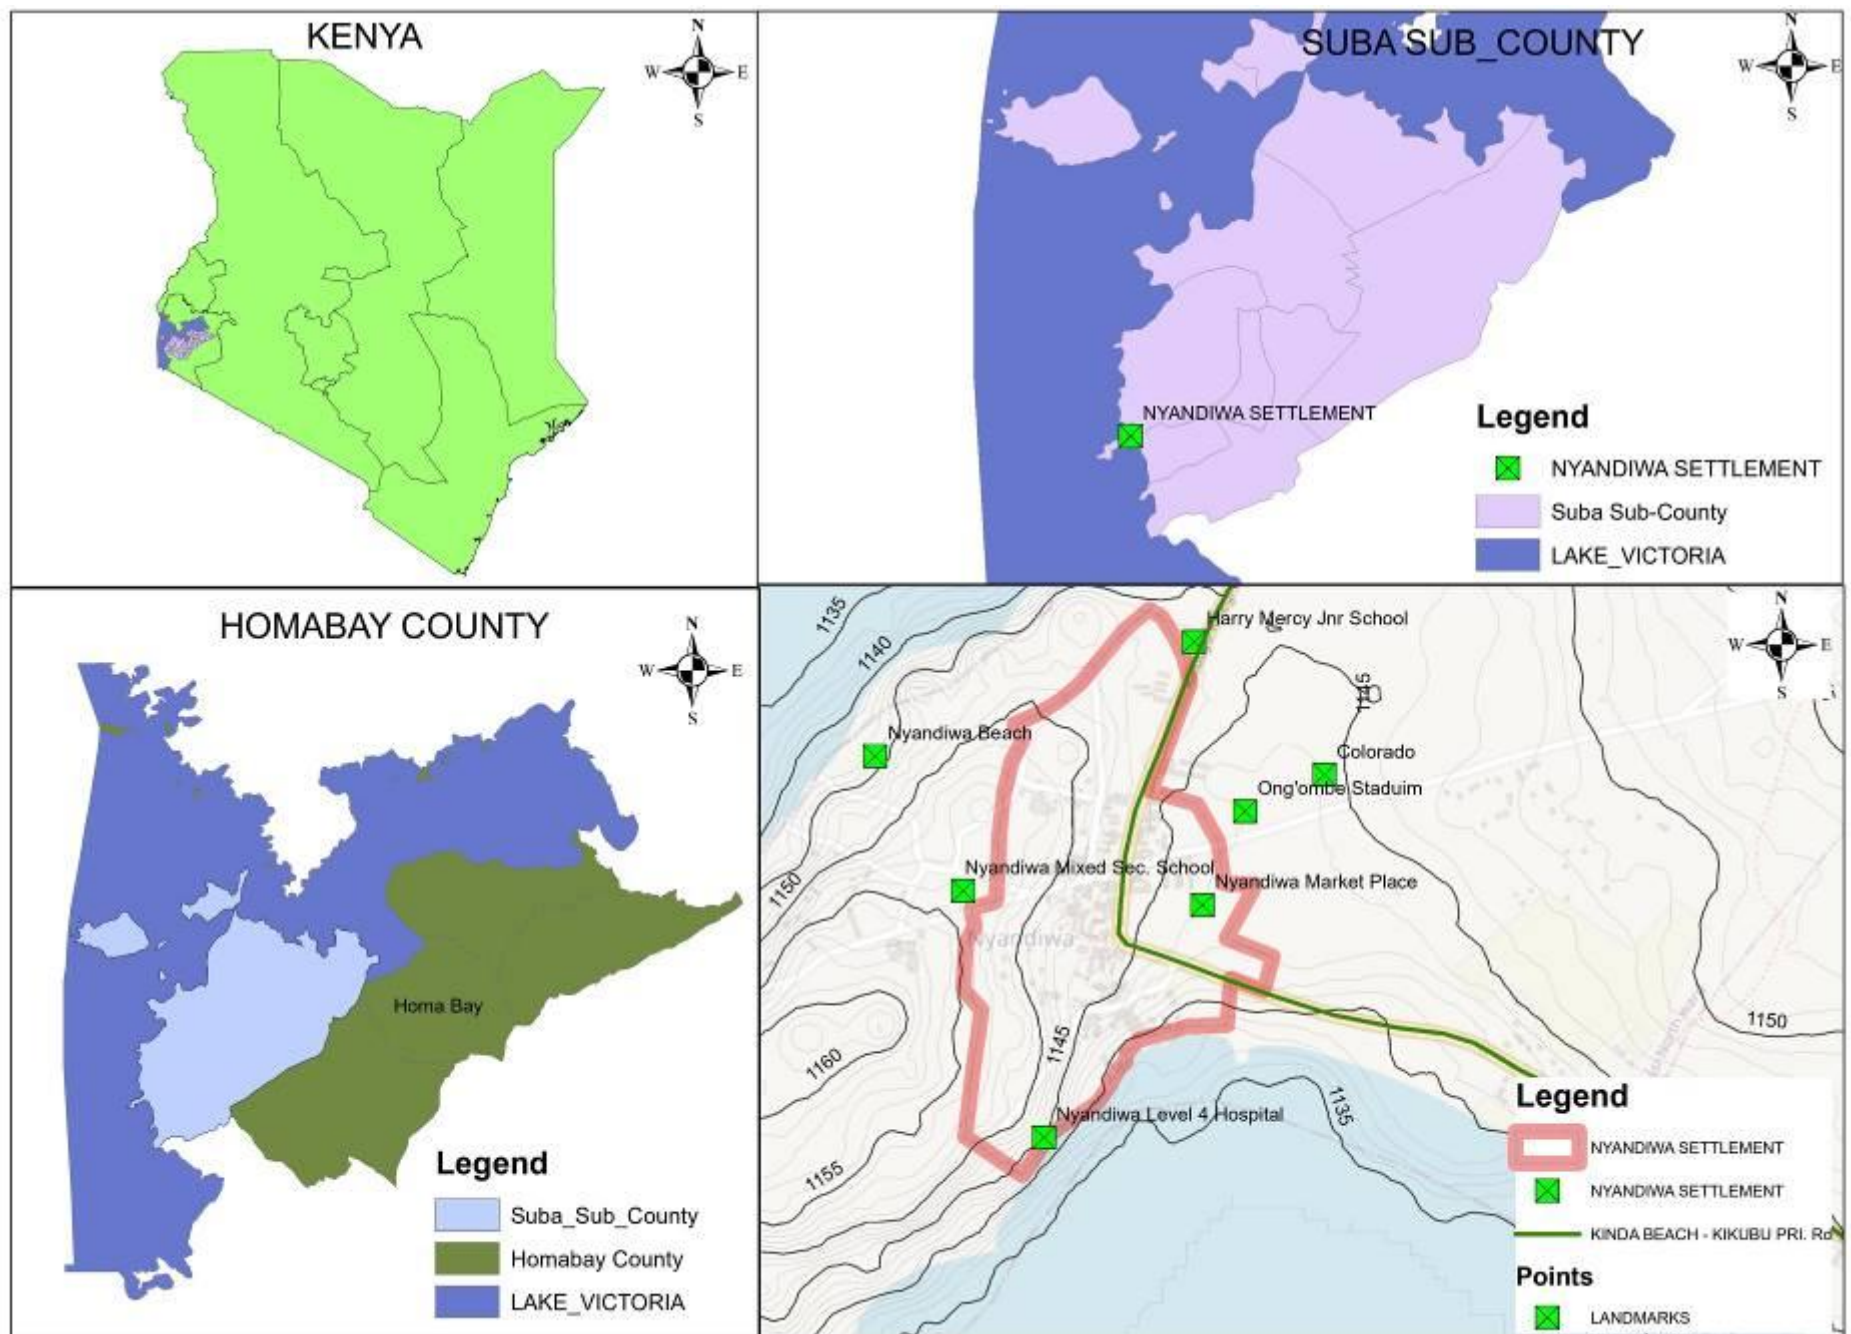 KENYA
N
W E
S
SUBA SUB_COUNTY
N
W E
S
NYANDIWA SETTLEMENT
Legend
NYANDIWA SETTLEMENT
Suba Sub-County
LAKE_VICTORIA
HOMABAY COUNTY
N
W E
S
Homa Bay
Legend
Suba_Sub_County
Homabay County
LAKE_VICTORIA
1135
1140
Harry Mercy Jnr School
N
W E
S
1145
Nyandiwa Beach
Colorado
Ong'ombe Staduim
Nyandiwa Mixed Sec. School
Nyandiwa Market Place
1150
Nyandiwa
1150
1145
1160
Nyandiwa Level 4 Hospital
1135
1155
Legend
NYANDIWA SETTLEMENT
NYANDIWA SETTLEMENT
KINDA BEACH - KIKUBU PRI. Rd
Points
LANDMARKS